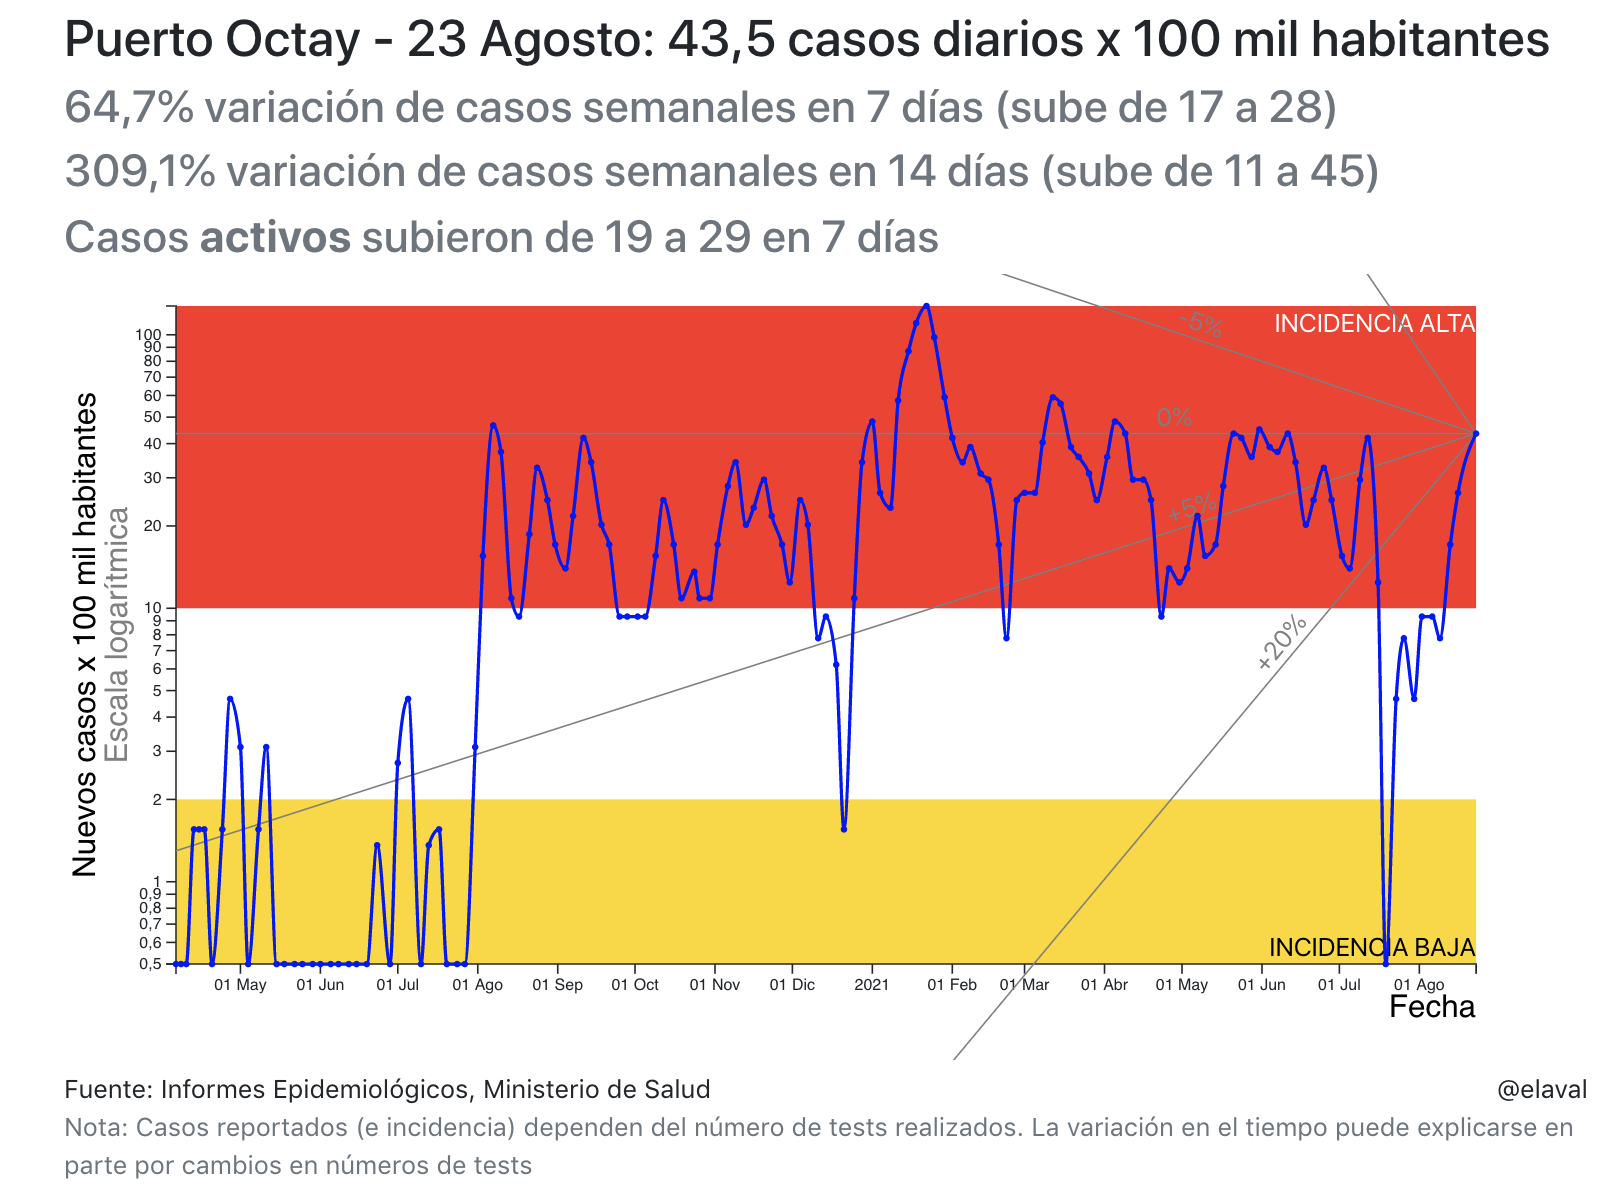 Puerto Octay - 23 Agosto: 43,5 casos diarios x 100 mil habitantes
64,7% variación de casos semanales en 7 días (sube de 17 a 28)
309,1% variación de casos semanales en 14 días (sube de 11 a 45)
Casos activos subieron de 19 a 29 en 7 días
INCIDENCIA ALTA
-5%
0%
+5%
+20%
INCIDENCIA BAJA
Nuevos casos x 100 mil habitantes
Escala logarítmica
100
90
80
70
60
50
40
30
20
10
9
8
7
6
5
4
3
2
1
0,9
0,8
0,7
0,6
0,5
01 May 01 Jun 01 Jul 01 Ago 01 Sep 01 Oct 01 Nov 01 Dic 2021 01 Feb 01 Mar 01 Abr 01 May 01 Jun 01 Jul 01 Ago
Fecha
Fuente: Informes Epidemiológicos, Ministerio de Salud
@elaval
Nota: Casos reportados (e incidencia) dependen del número de tests realizados. La variación en el tiempo puede explicarse en
parte por cambios en números de tests